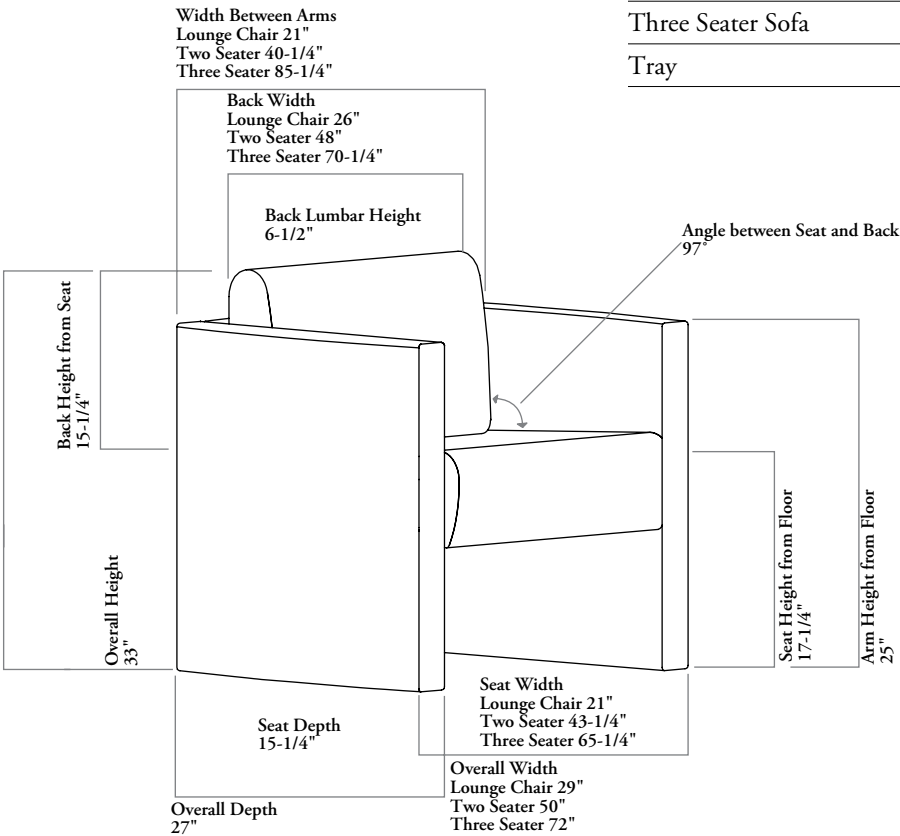 Three Seater Sofa
Tray
Width Between Arms
Lounge Chair 21"
Two Seater 40-1/4"
Three Seater 85-1/4"
Back Width
Lounge Chair 26"
Two Seater 48"
Three Seater 70-1/4"
Back Lumbar Height
6-1/2"
Angle between Seat and Back
97°
Back Height from Seat
15-1/4"
Overall Height
33"
Seat Height from Floor
17-1/4"
Arm Height from Floor
25"
Seat Width
Lounge Chair 21"
Two Seater 43-1/4"
Three Seater 65-1/4"
Seat Depth
15-1/4"
Overall Width
Lounge Chair 29"
Two Seater 50"
Three Seater 72"
Overall Depth
27"